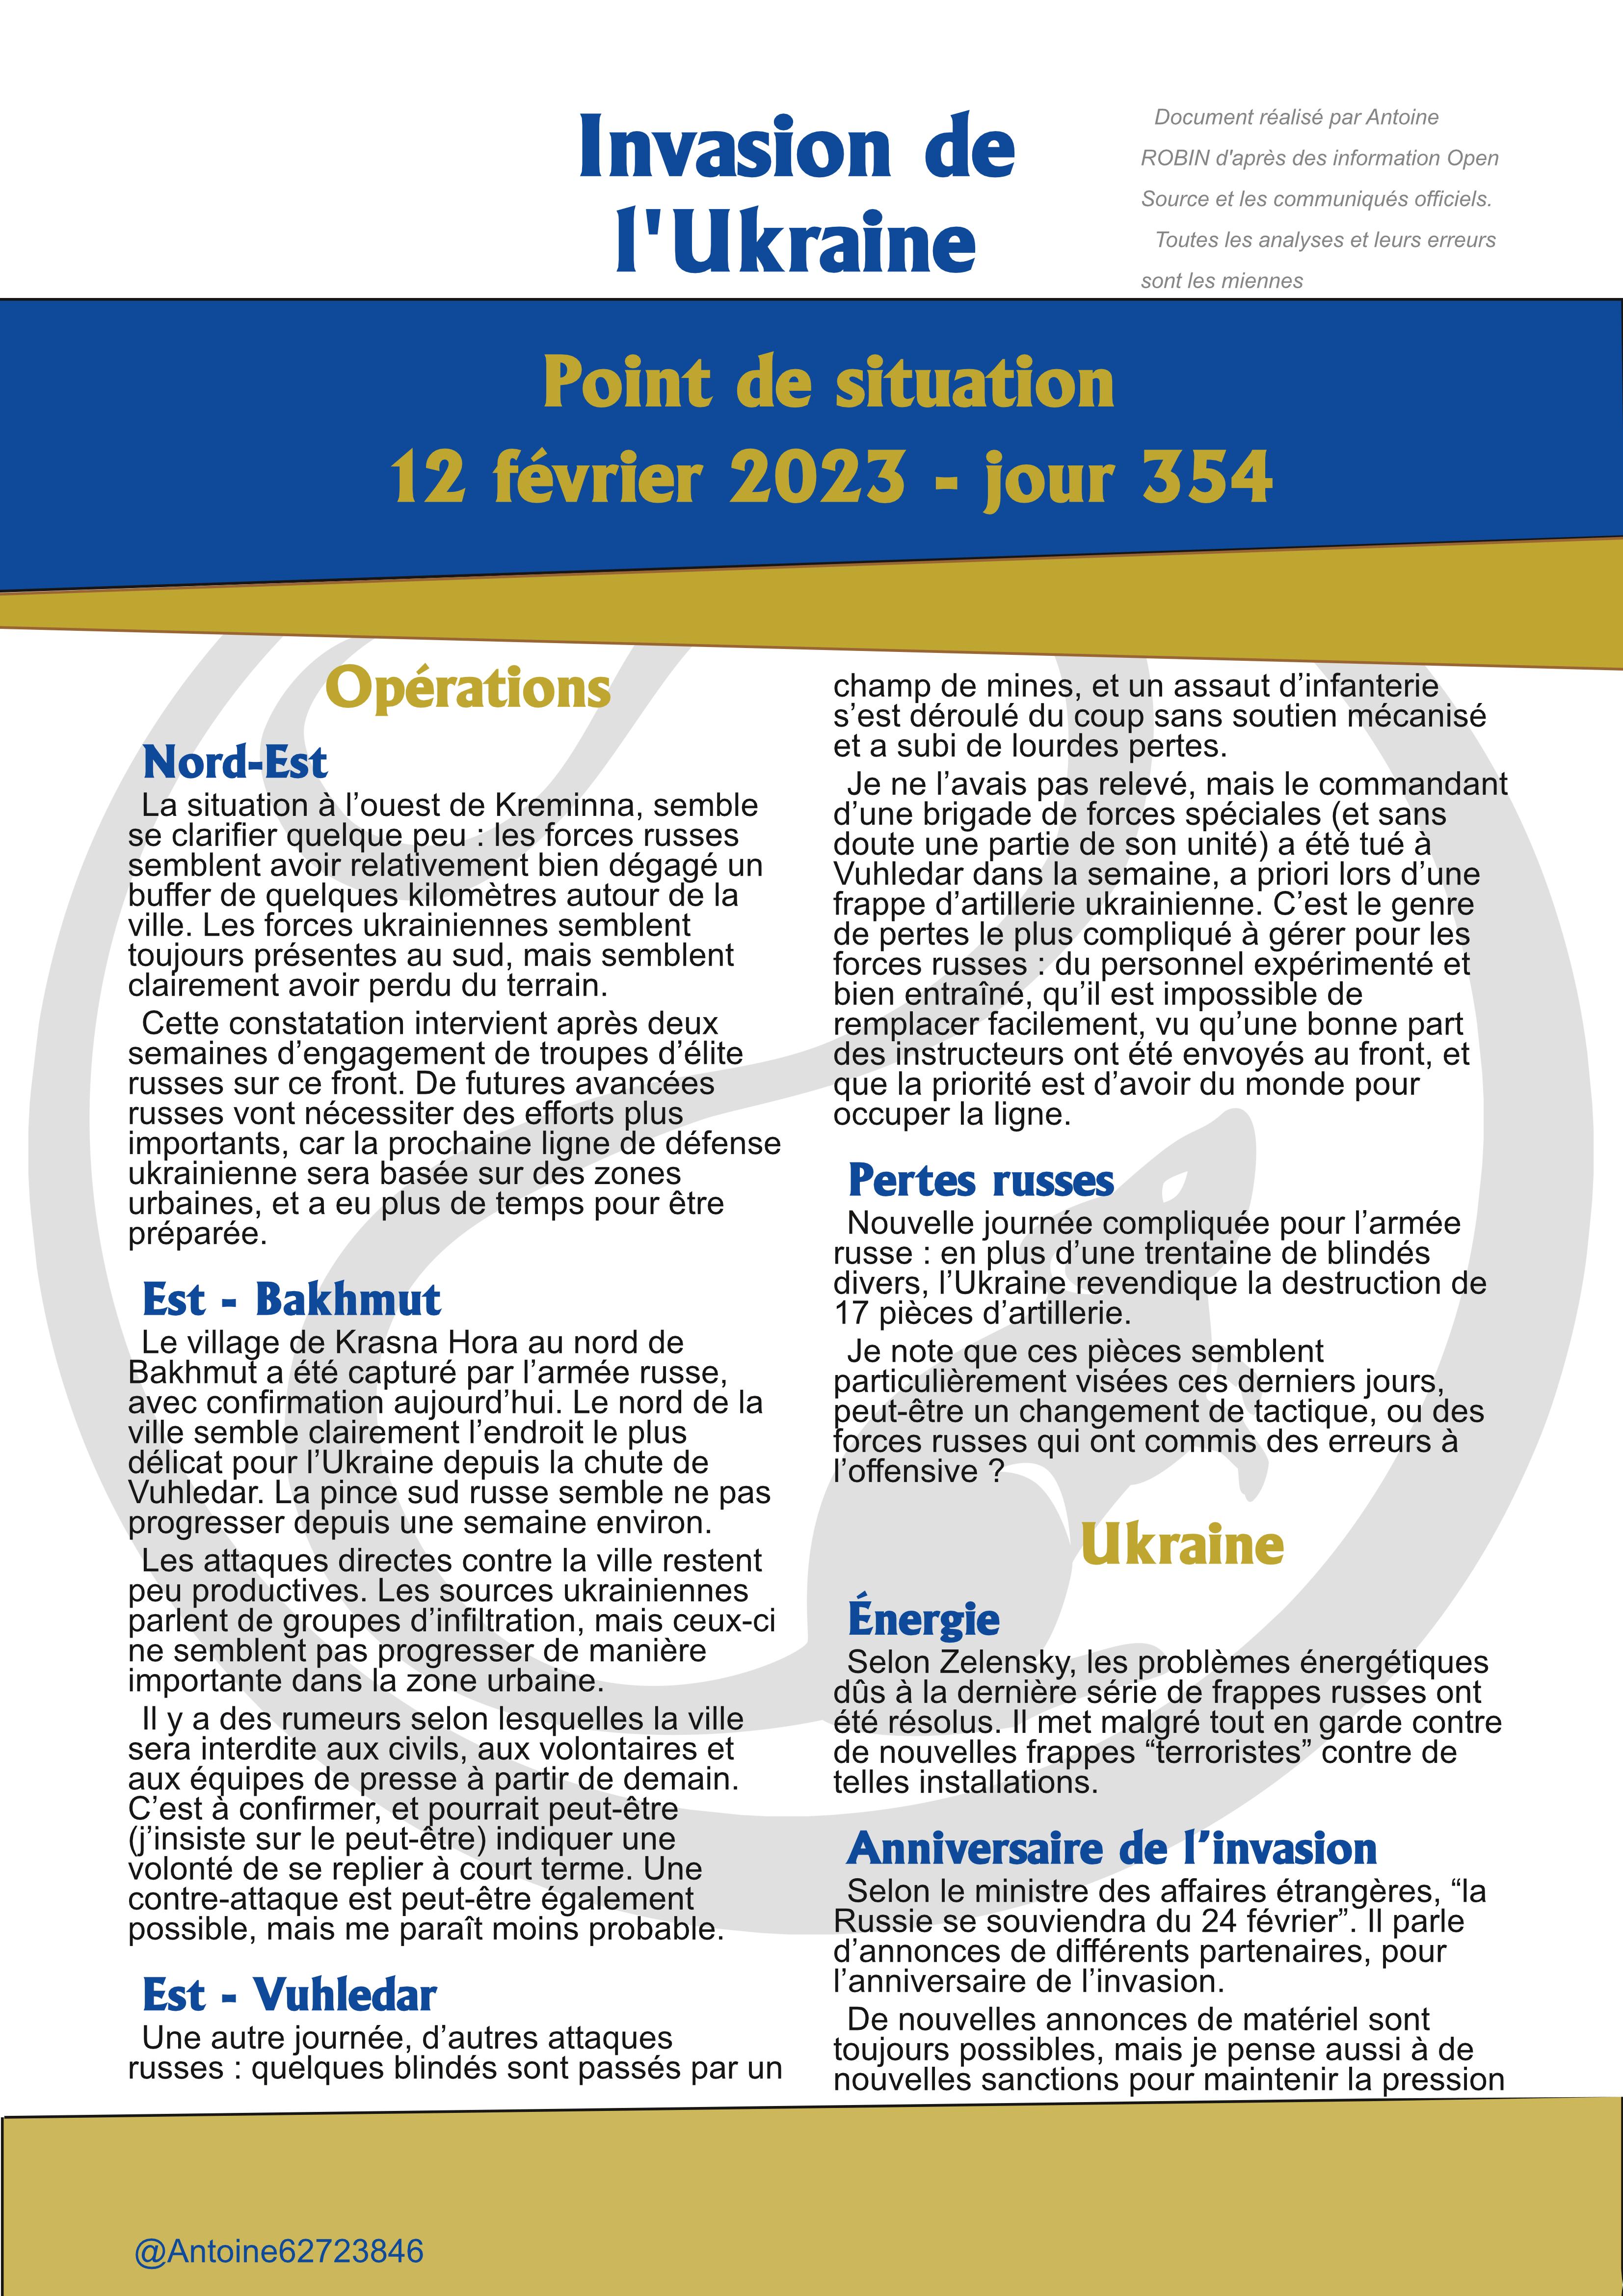 Invasion de
l'Ukraine
Document réalisé par Antoine
ROBIN d'après des information Open
Source et les communiqués officiels.
Toutes les analyses et leurs erreurs
sont les miennes
Point de situation
12 février 2023 - jour 354
Opérations
Nord-Est
La situation à l’ouest de Kreminna, semble
se clarifier quelque peu : les forces russes
semblent avoir relativement bien dégagé un
buffer de quelques kilomètres autour de la
ville. Les forces ukrainiennes semblent
toujours présentes au sud, mais semblent
clairement avoir perdu du terrain.
Cette constatation intervient après deux
semaines d’engagement de troupes d’élite
russes sur ce front. De futures avancées
russes vont nécessiter des efforts plus
importants, car la prochaine ligne de défense
ukrainienne sera basée sur des zones
urbaines, et a eu plus de temps pour être
préparée.
Est - Bakhmut
Le village de Krasna Hora au nord de
Bakhmut a été capturé par l’armée russe,
avec confirmation aujourd’hui. Le nord de la
ville semble clairement l’endroit le plus
délicat pour l’Ukraine depuis la chute de
Vuhledar. La pince sud russe semble ne pas
progresser depuis une semaine environ.
Les attaques directes contre la ville restent
peu productives. Les sources ukrainiennes
parlent de groupes d’infiltration, mais ceux-ci
ne semblent pas progresser de manière
importante dans la zone urbaine.
Il y a des rumeurs selon lesquelles la ville
sera interdite aux civils, aux volontaires et
aux équipes de presse à partir de demain.
C’est à confirmer, et pourrait peut-être
(j’insiste sur le peut-être) indiquer une
volonté de se replier à court terme. Une
contre-attaque est peut-être également
possible, mais me paraît moins probable.
Est - Vuhledar
Une autre journée, d’autres attaques
russes : quelques blindés sont passés par un
champ de mines, et un assaut d’infanterie
s’est déroulé du coup sans soutien mécanisé
et a subi de lourdes pertes.
Je ne l’avais pas relevé, mais le commandant
d’une brigade de forces spéciales (et sans
doute une partie de son unité) a été tué à
Vuhledar dans la semaine, a priori lors d’une
frappe d’artillerie ukrainienne. C’est le genre
de pertes le plus compliqué à gérer pour les
forces russes : du personnel expérimenté et
bien entraîné, qu’il est impossible de
remplacer facilement, vu qu’une bonne part
des instructeurs ont été envoyés au front, et
que la priorité est d’avoir du monde pour
occuper la ligne.
Pertes russes
Nouvelle journée compliquée pour l’armée
russe : en plus d’une trentaine de blindés
divers, l’Ukraine revendique la destruction de
17 pièces d’artillerie.
Je note que ces pièces semblent
particulièrement visées ces derniers jours,
peut-être un changement de tactique, ou des
forces russes qui ont commis des erreurs à
l’offensive ?
Ukraine
Énergie
Selon Zelensky, les problèmes énergétiques
dûs à la dernière série de frappes russes ont
été résolus. Il met malgré tout en garde contre
de nouvelles frappes “terroristes” contre de
telles installations.
Anniversaire de l’invasion
Selon le ministre des affaires étrangères, “la
Russie se souviendra du 24 février”. Il parle
d’annonces de différents partenaires, pour
l’anniversaire de l’invasion.
De nouvelles annonces de matériel sont
toujours possibles, mais je pense aussi à de
nouvelles sanctions pour maintenir la pression
@Antoine62723846